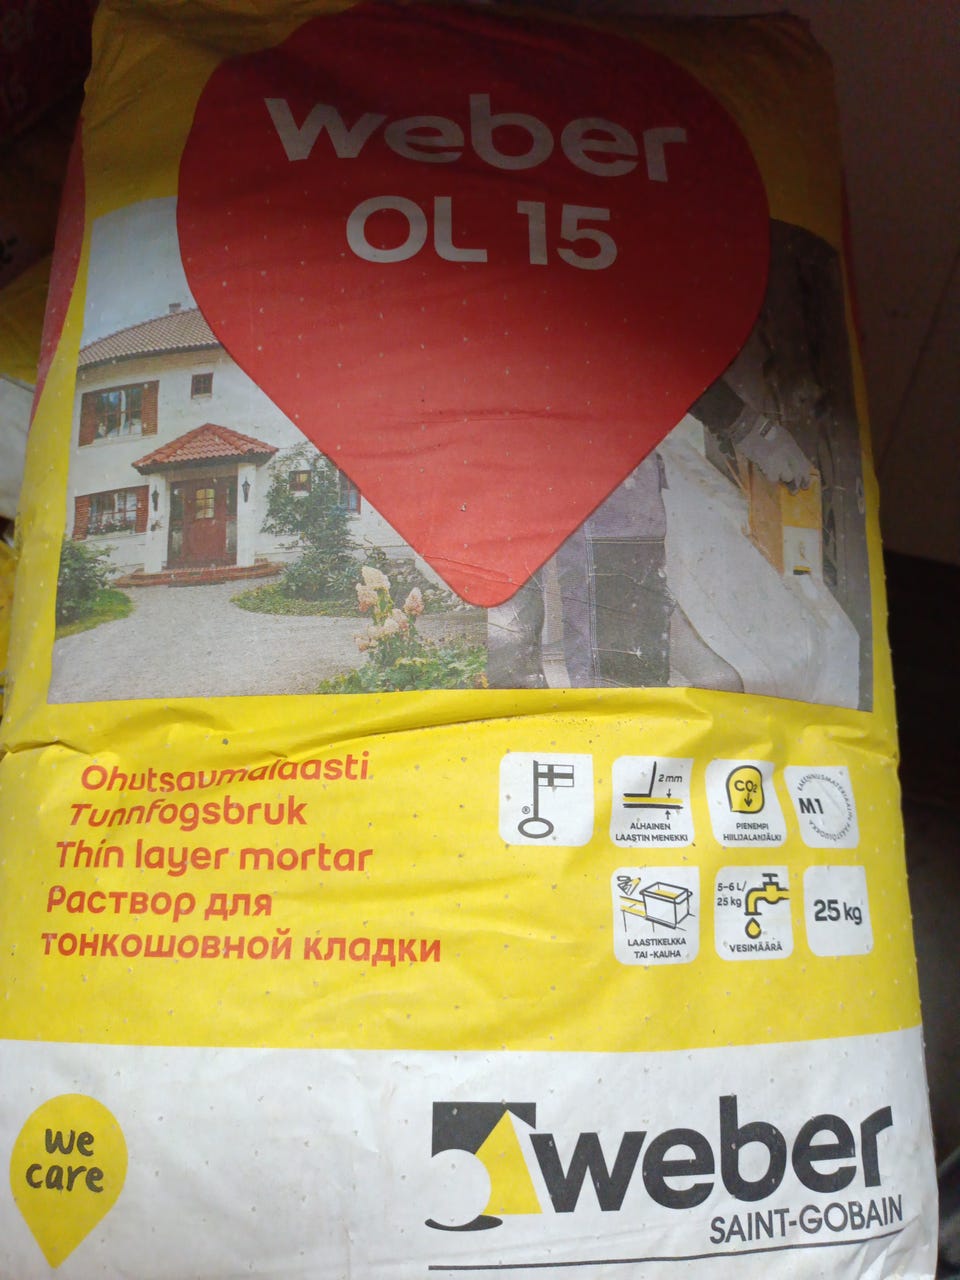 weber
OL 15
Ohutsaumalaasti
Tunnfogsbruk
Thin layer mortar
Раствор для
тонкошовной кладки
®
2 mm
ALHAINEN
LAASTIN MENEKKI
CO2
PIENEMPI
HIILIJALANJÄLKI
M1
LAASTIKELKKA
TAI -KAUHA
5–6 L/
25 kg
VESIMÄÄRÄ
25 kg
we
care
weber
SAINT-GOBAIN